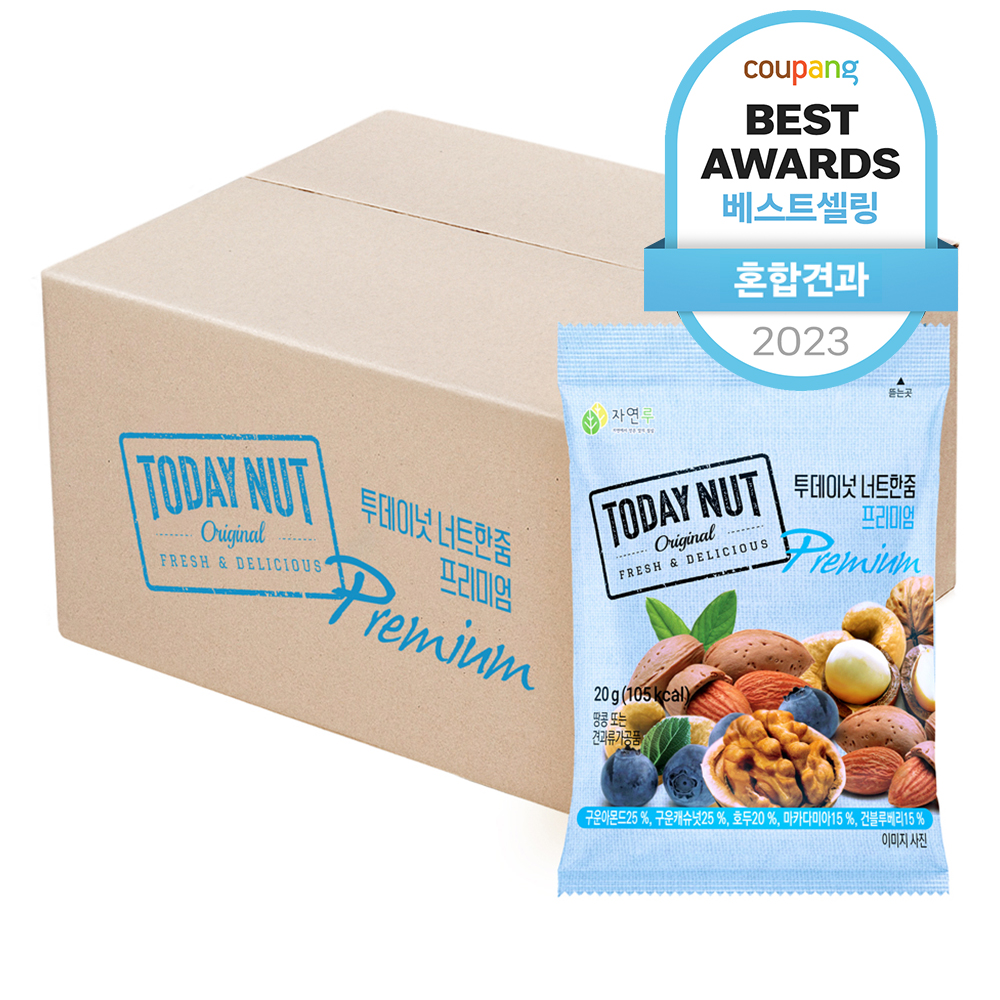 coupang
BEST
AWARDS
베스트셀링
혼합견과
2023
TODAY NUT
Original
FRESH & DELICIOUS
투데이넛 너트한줌
프리미엄
Premium
뜯는곳
자연루
TODAY NUT
Original
FRESH & DELICIOUS
투데이넛 너트한줌
프리미엄
Premium
20 g (105 kcal)
땅콩 또는
견과류가공품
구운아몬드25 %, 구운캐슈넛25 %, 호두20 %, 마카다미아15 %, 건블루베리15 %
이미지 사진